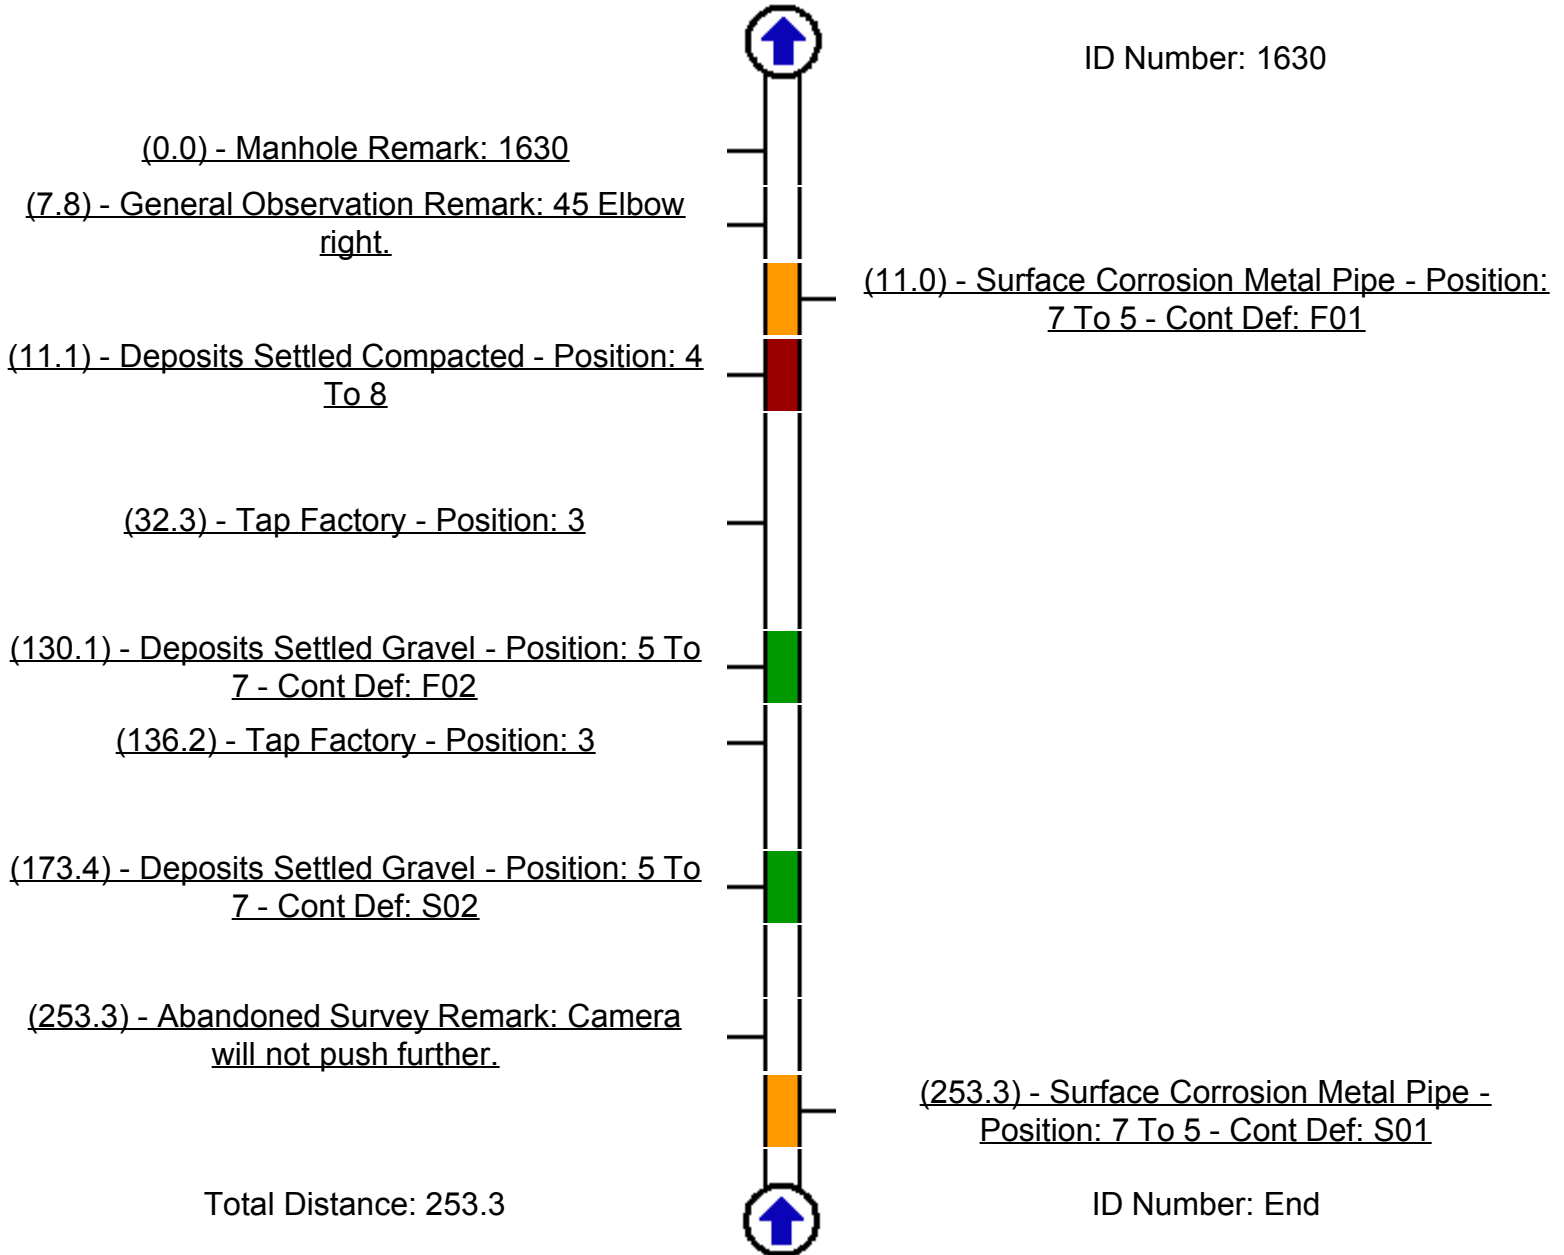 ID Number: 1630
(0.0) - Manhole Remark: 1630
(7.8) - General Observation Remark: 45 Elbow
right.
(11.0) - Surface Corrosion Metal Pipe - Position:
7 To 5 - Cont Def: F01
(11.1) - Deposits Settled Compacted - Position: 4
To 8
(32.3) - Tap Factory - Position: 3
(130.1) - Deposits Settled Gravel - Position: 5 To
7 - Cont Def: F02
(136.2) - Tap Factory - Position: 3
(173.4) - Deposits Settled Gravel - Position: 5 To
7 - Cont Def: S02
(253.3) - Abandoned Survey Remark: Camera
will not push further.
(253.3) - Surface Corrosion Metal Pipe -
Position: 7 To 5 - Cont Def: S01
Total Distance: 253.3
ID Number: End